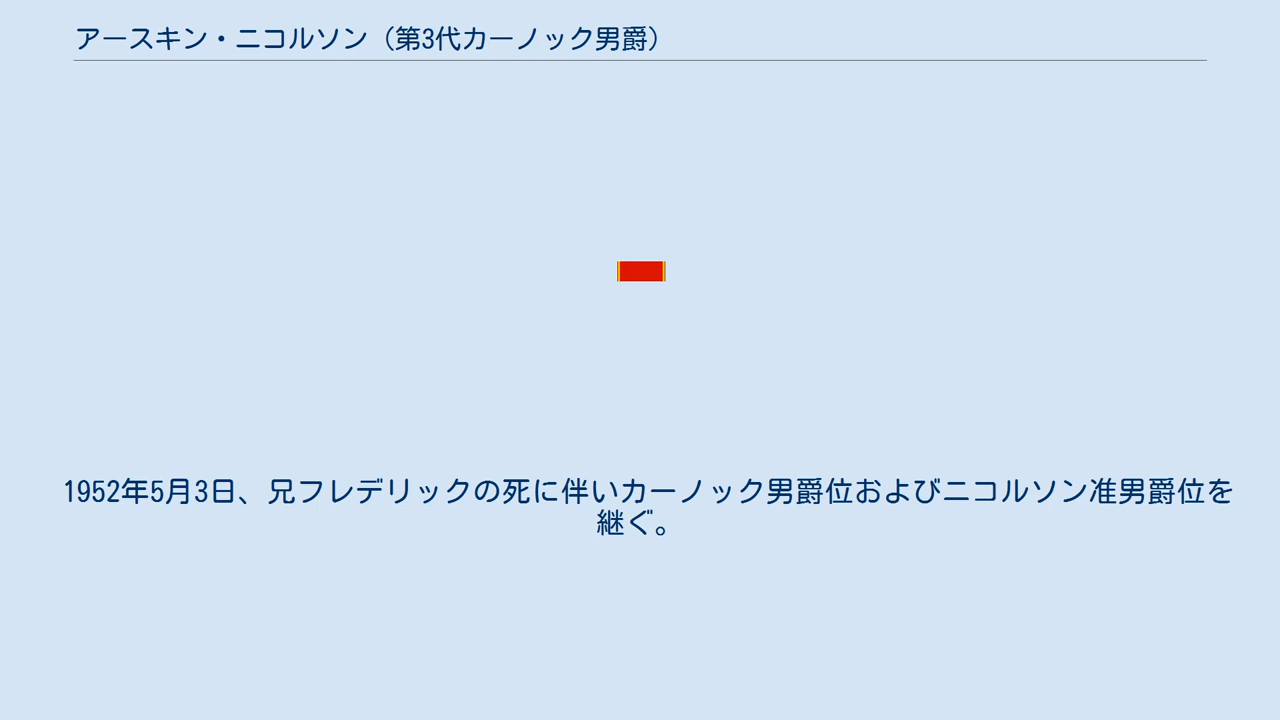 アースキン・ニコルソン（第3代カーノック男爵）
1952年5月3日、兄フレデリックの死に伴いカーノック男爵位およびニコルソン准男爵位を
継ぐ。